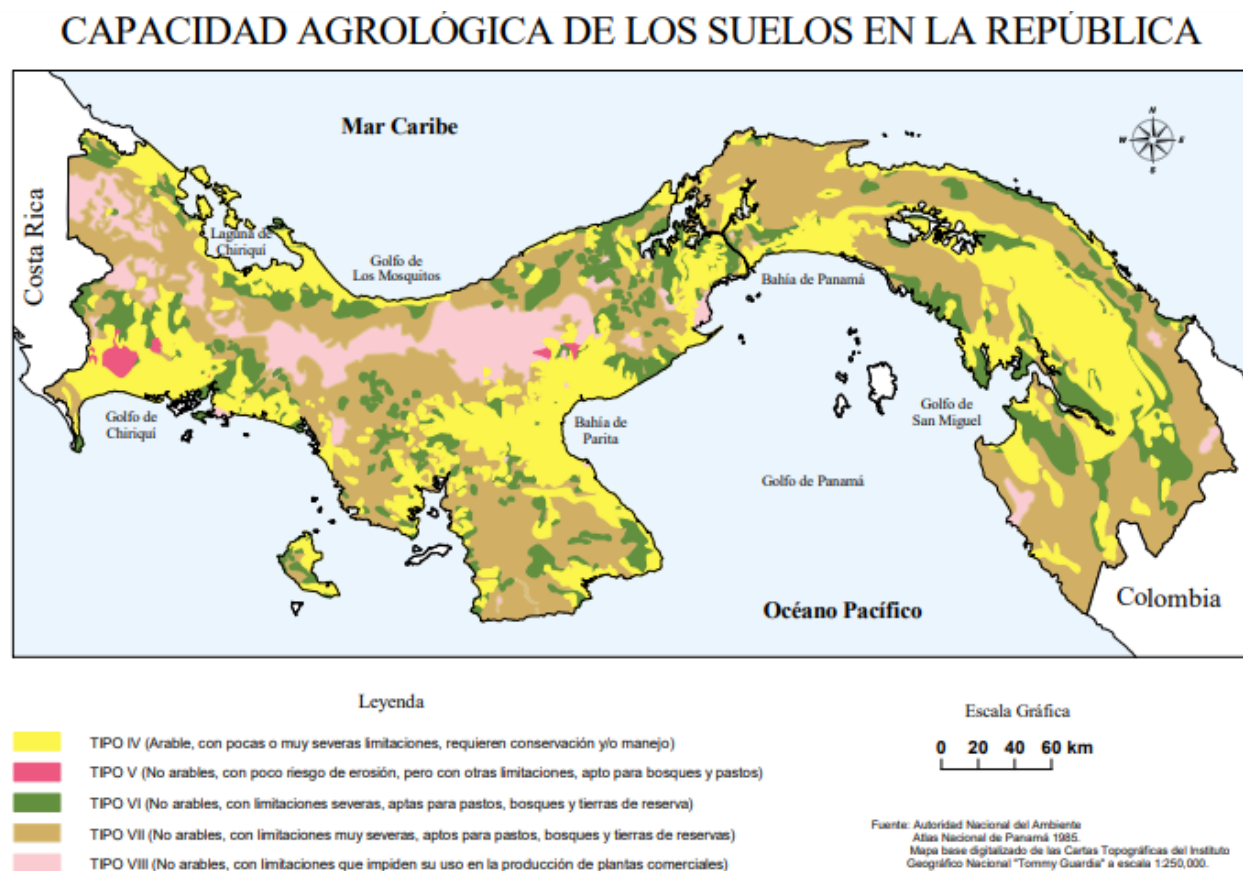 CAPACIDAD AGROLÓGICA DE LOS SUELOS EN LA REPÚBLICA
Mar Caribe
N
W
E
S
Costa Rica
Laguna de
Chiriquí
Golfo de
Los Mosquitos
Bahía de Panamá
Golfo de
Chiriquí
Bahía de
Parita
Golfo de
San Miguel
Golfo de Panamá
Océano Pacífico
Colombia
Leyenda
TIPO IV (Arable, con pocas o muy severas limitaciones, requieren conservación y/o manejo)
TIPO V (No arables, con poco riesgo de erosión, pero con otras limitaciones, apto para bosques y pastos)
TIPO VI (No arables, con limitaciones severas, aptas para pastos, bosques y tierras de reserva)
TIPO VII (No arables, con limitaciones muy severas, aptos para pastos, bosques y tierras de reservas)
TIPO VIII (No arables, con limitaciones que impiden su uso en la producción de plantas comerciales)
Escala Gráfica
0 20 40 60 km
Fuente: Autoridad Nacional del Ambiente
Atlas Nacional de Panamá 1985.
Mapa base digitalizado de las Cartas Topográficas del Instituto
Geográfico Nacional "Tommy Guardia" a escala 1:250,000.